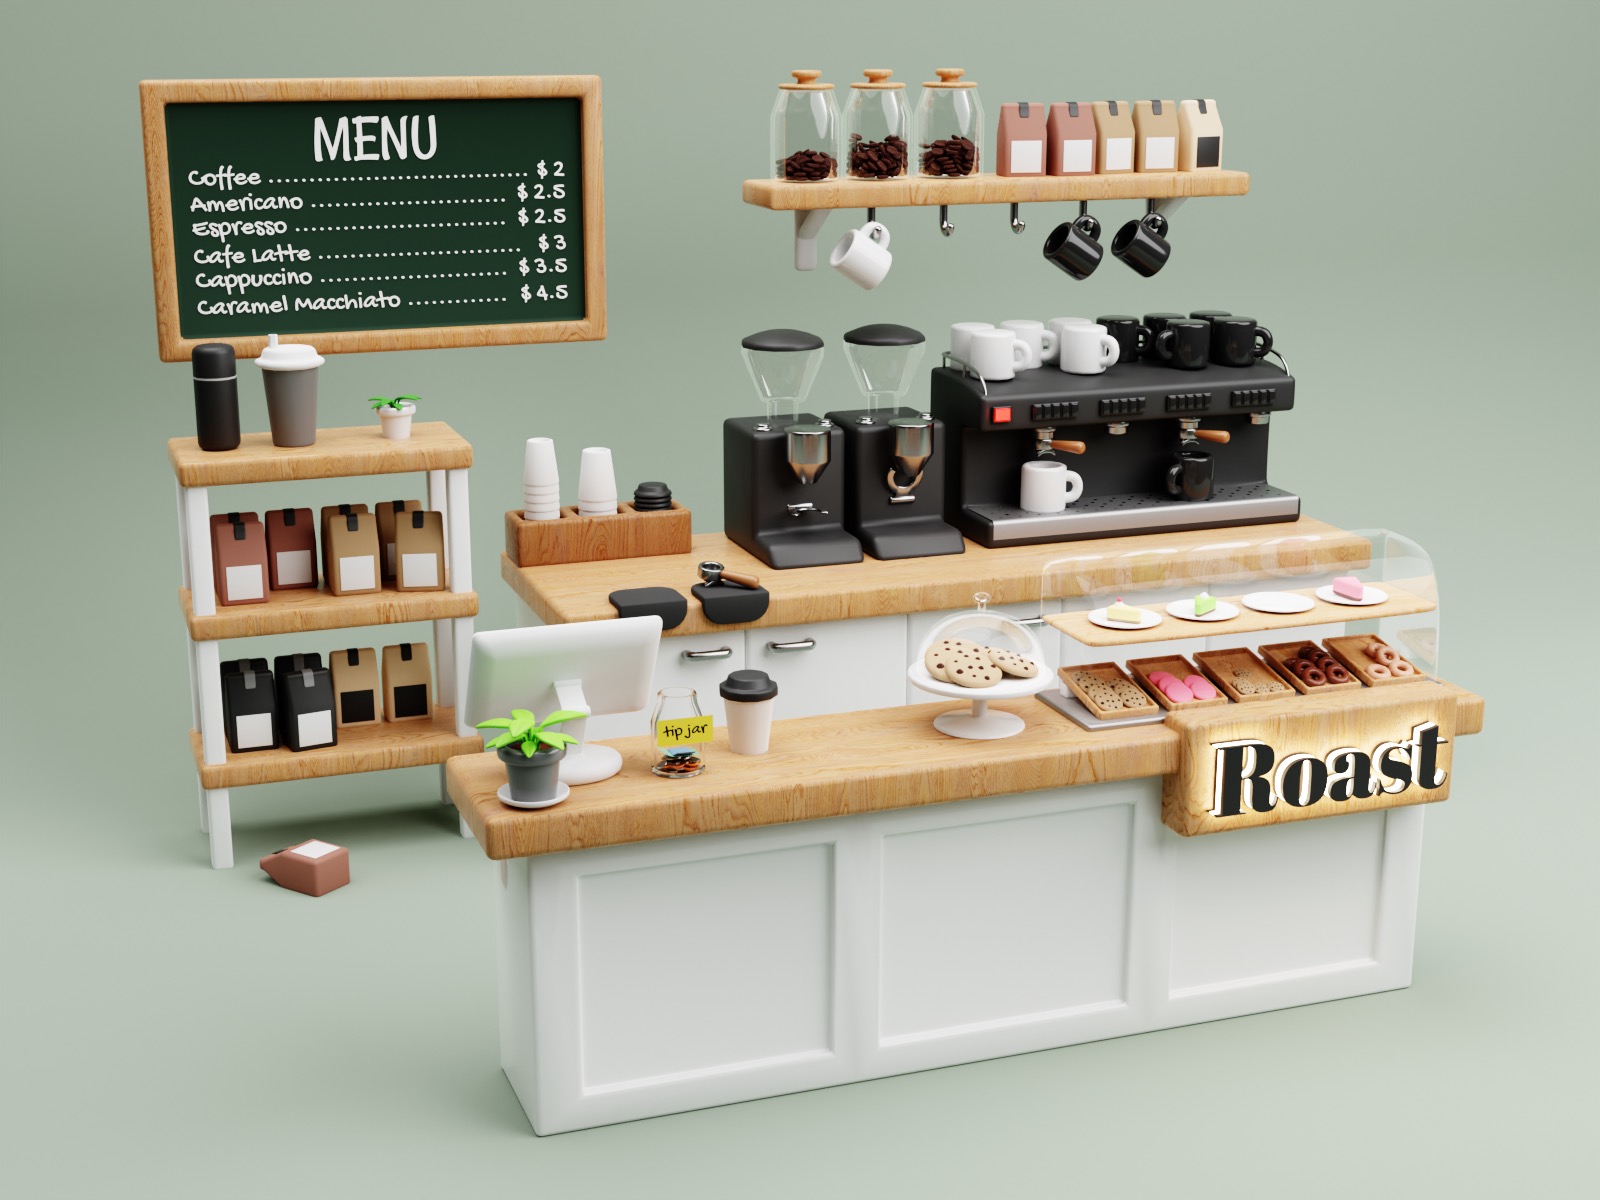 MENU
Coffee ........................... $2
Americano .................... $2.5
Espresso ...................... $2.5
Cafe Latte ..................... $3
Cappuccino ................... $3.5
Caramel Macchiato .......... $4.5
tip jar
Roast